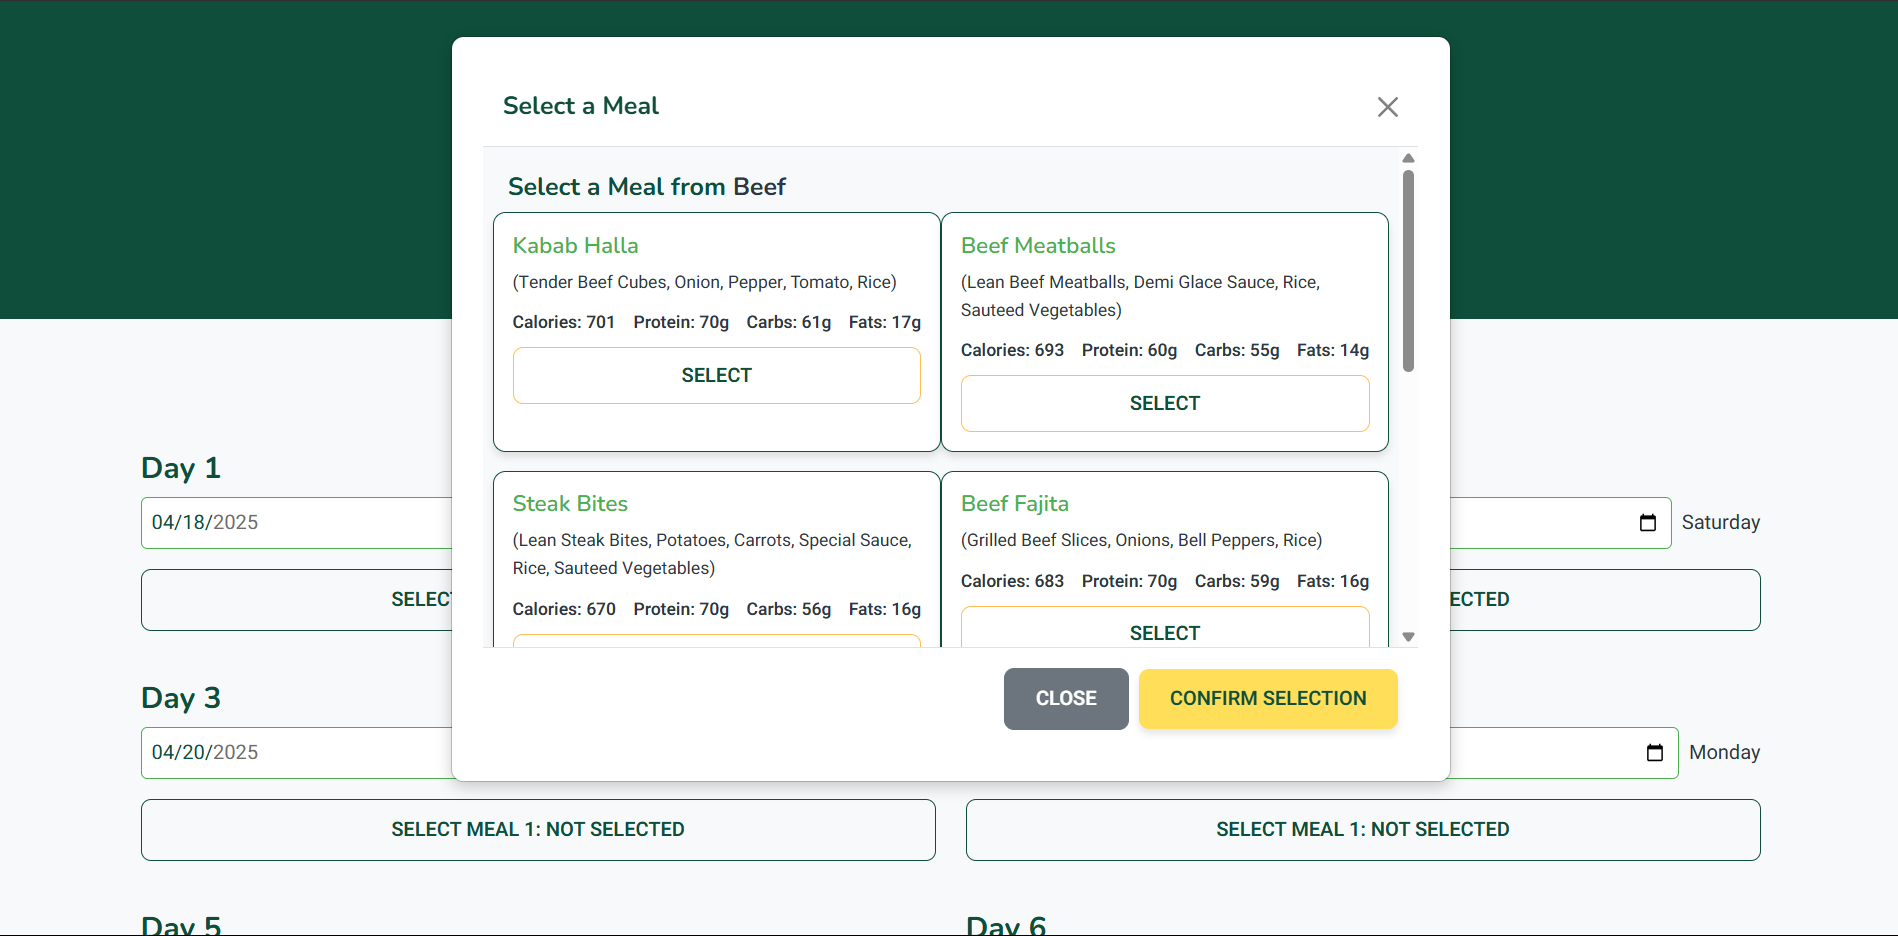 Select a Meal
Select a Meal from Beef
Kabab Halla
(Tender Beef Cubes, Onion, Pepper, Tomato, Rice)
Calories: 701 Protein: 70g Carbs: 61g Fats: 17g
SELECT
Beef Meatballs
(Lean Beef Meatballs, Demi Glace Sauce, Rice,
Sauteed Vegetables)
Calories: 693 Protein: 60g Carbs: 55g Fats: 14g
SELECT
Steak Bites
(Lean Steak Bites, Potatoes, Carrots, Special Sauce,
Rice, Sauteed Vegetables)
Calories: 670 Protein: 70g Carbs: 56g Fats: 16g
Beef Fajita
(Grilled Beef Slices, Onions, Bell Peppers, Rice)
Calories: 683 Protein: 70g Carbs: 59g Fats: 16g
SELECT
CLOSE
CONFIRM SELECTION
Day 1
04/18/2025
Saturday
SELEC
ECTED
Day 3
04/20/2025
Monday
SELECT MEAL 1: NOT SELECTED
SELECT MEAL 1: NOT SELECTED
Day 5
Day 6